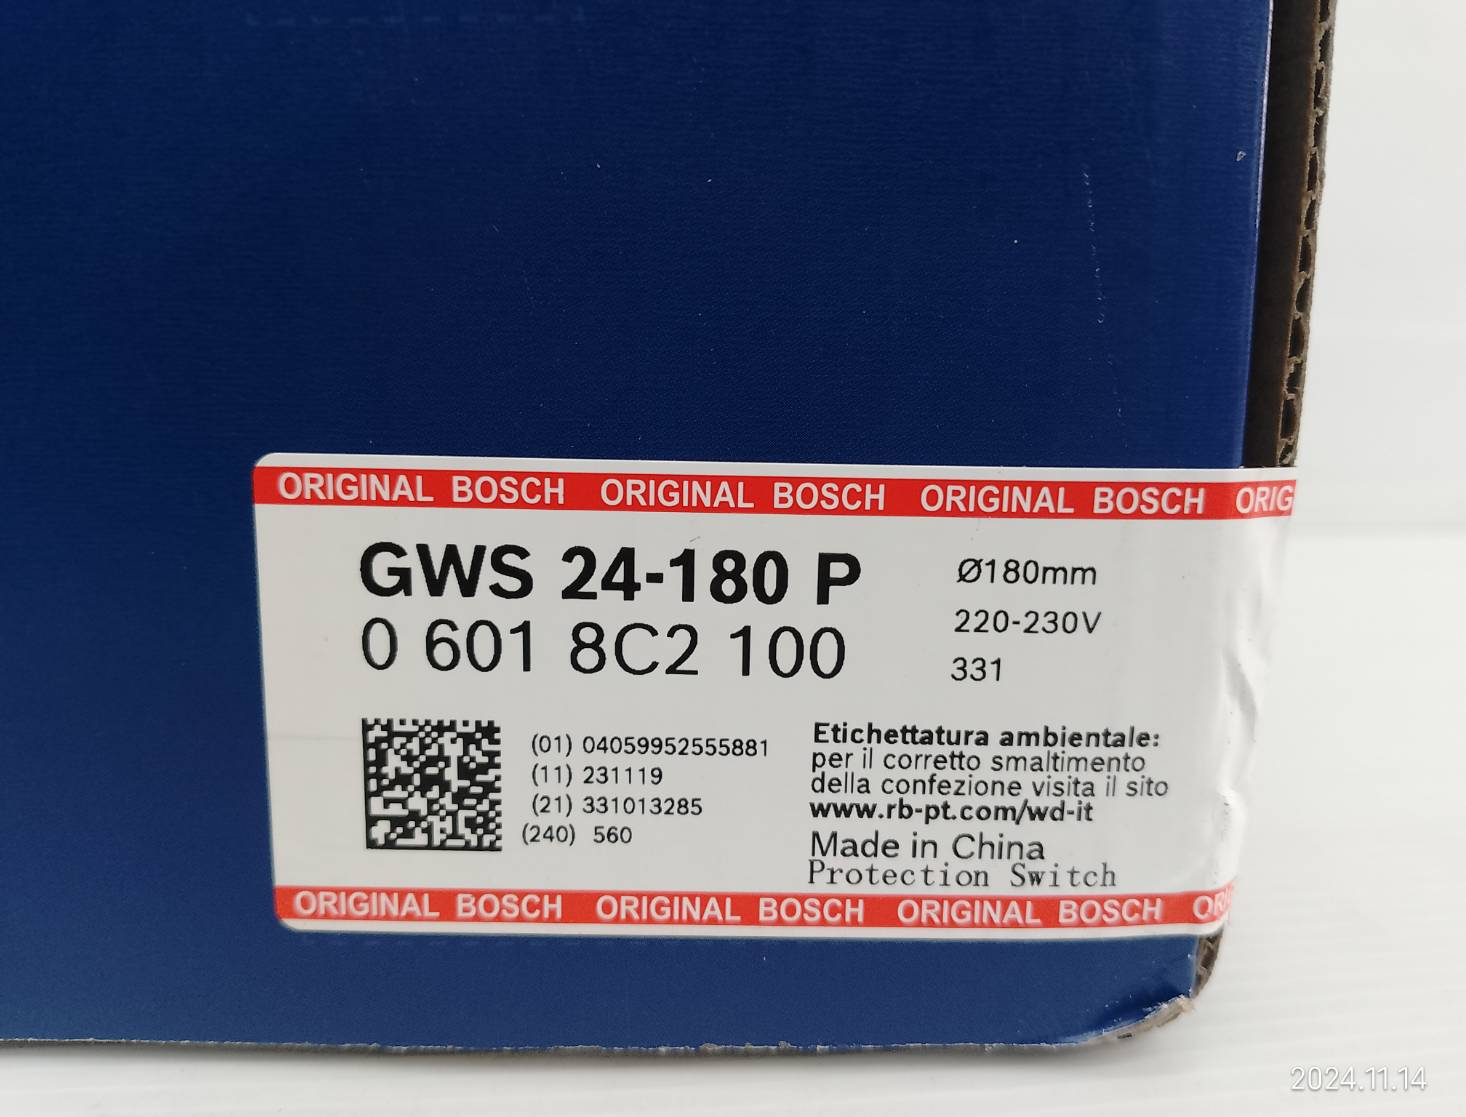 ORIGINAL BOSCH ORIGINAL BOSCH ORIGINAL BOSCH ORIG
GWS 24-180 P
0 601 8C2 100
Ø180mm
220-230V
331
(01) 04059952555881
(11) 231119
(21) 331013285
(240) 560
Etichettatura ambientale:
per il corretto smaltimento
della confezione visita il sito
www.rb-pt.com/wd-it
Made in China
Protection Switch
ORIGINAL BOSCH ORIGINAL BOSCH ORIGINAL BOSCH ORI
2024.11.14